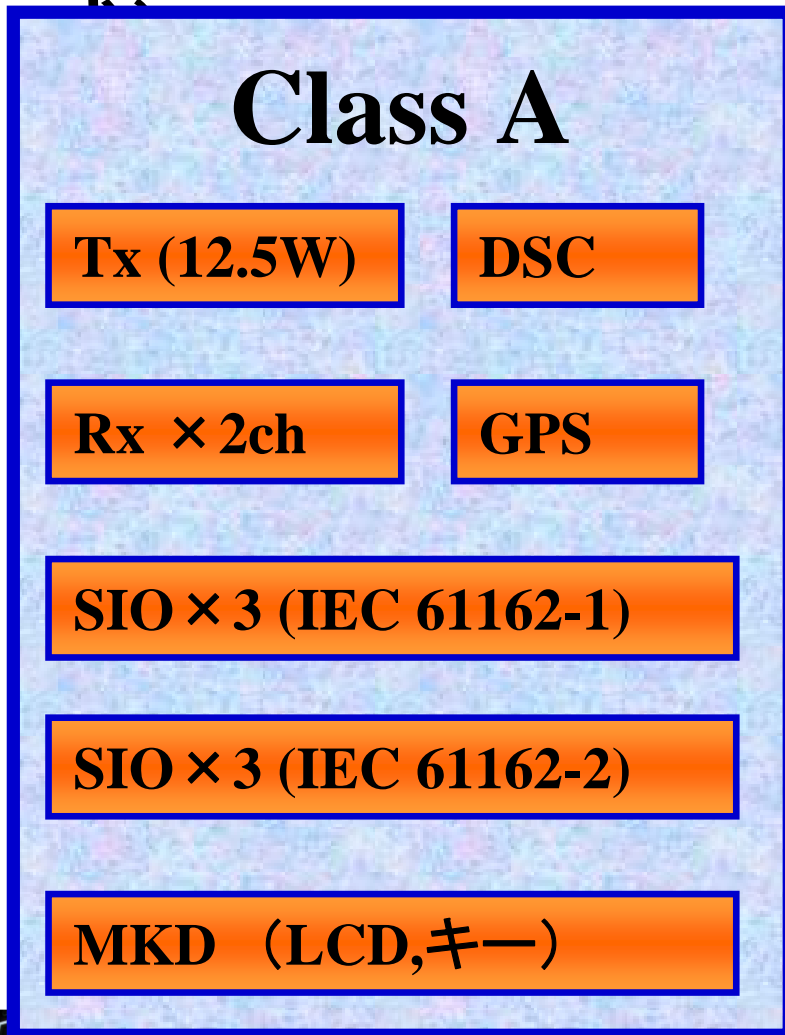 Class A
Tx (12.5W)
DSC
Rx ×2ch
GPS
SIO×3 (IEC 61162-1)
SIO×3 (IEC 61162-2)
MKD （LCD,キー）